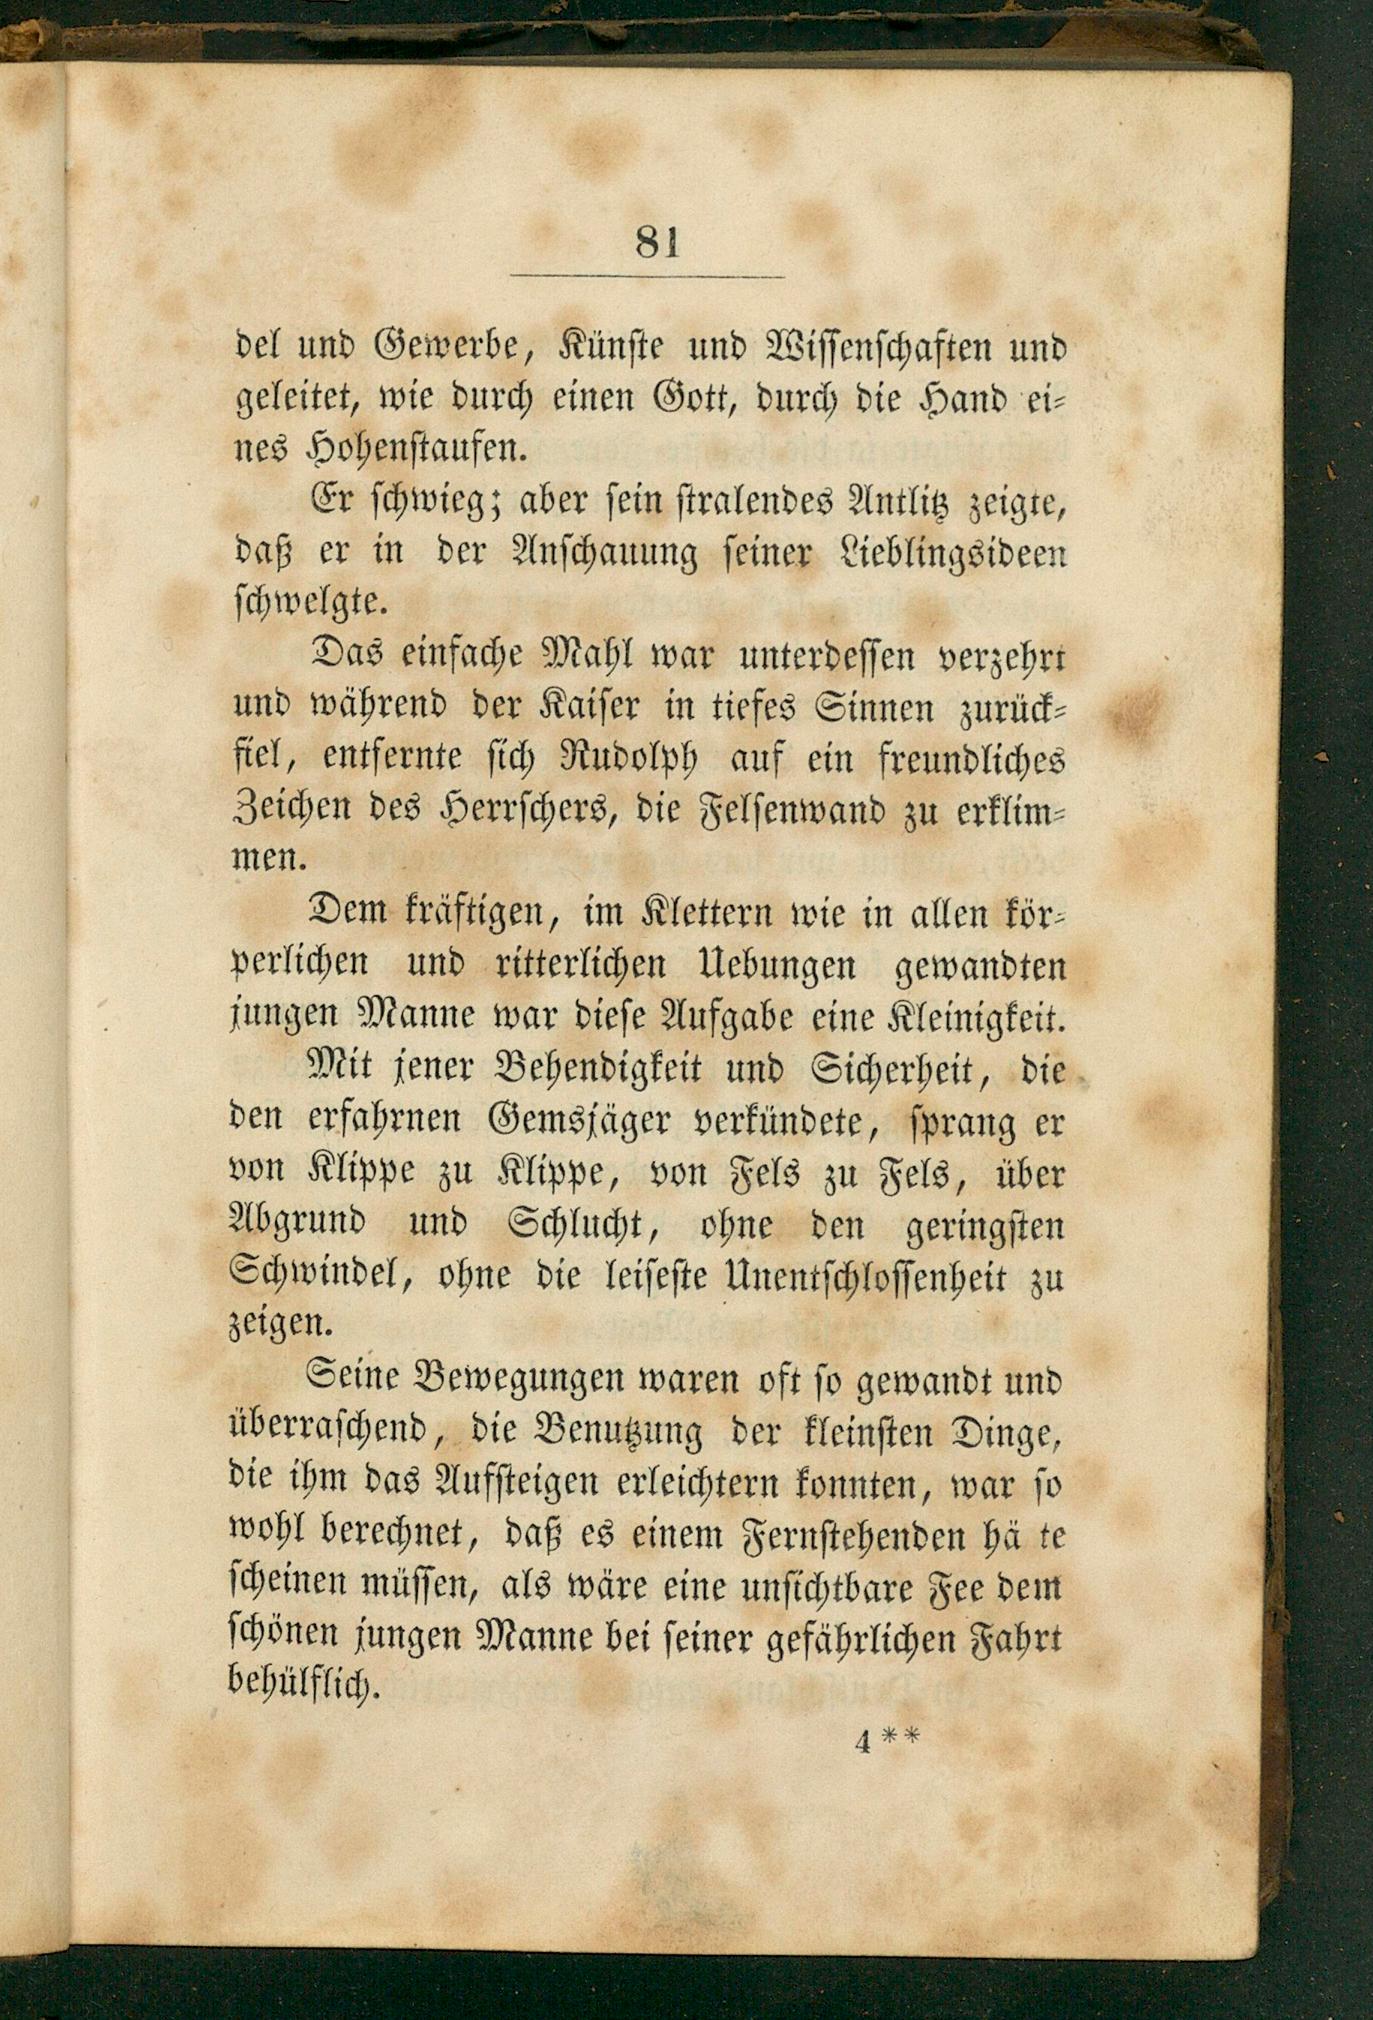 81
del und Gewerbe, Künste und Wissenschaften und
geleitet, wie durch einen Gott, durch die Hand ei-
nes Hohenstaufen.
Er schwieg; aber sein stralendes Antlitz zeigte,
daß er in der Anschauung seiner Lieblingsideen
schwelgte.
Das einfache Mahl war unterdessen verzehrt
und während der Kaiser in tiefes Sinnen zurück-
fiel, entfernte sich Rudolph auf ein freundliches
Zeichen des Herrschers, die Felsenwand zu erklim-
men.
Dem kräftigen, im Klettern wie in allen kör-
perlichen und ritterlichen Uebungen gewandten
jungen Manne war diese Aufgabe eine Kleinigkeit.
Mit jener Behendigkeit und Sicherheit, die
den erfahrnen Gemsjäger verkündete, sprang er
von Klippe zu Klippe, von Fels zu Fels, über
Abgrund und Schlucht, ohne den geringsten
Schwindel, ohne die leiseste Unentschlossenheit zu
zeigen.
Seine Bewegungen waren oft so gewandt und
überraschend, die Benutzung der kleinsten Dinge,
die ihm das Aufsteigen erleichtern konnten, war so
wohl berechnet, daß es einem Fernstehenden hä te
scheinen müssen, als wäre eine unsichtbare Fee dem
schönen jungen Manne bei seiner gefährlichen Fahrt
behülflich.
4**